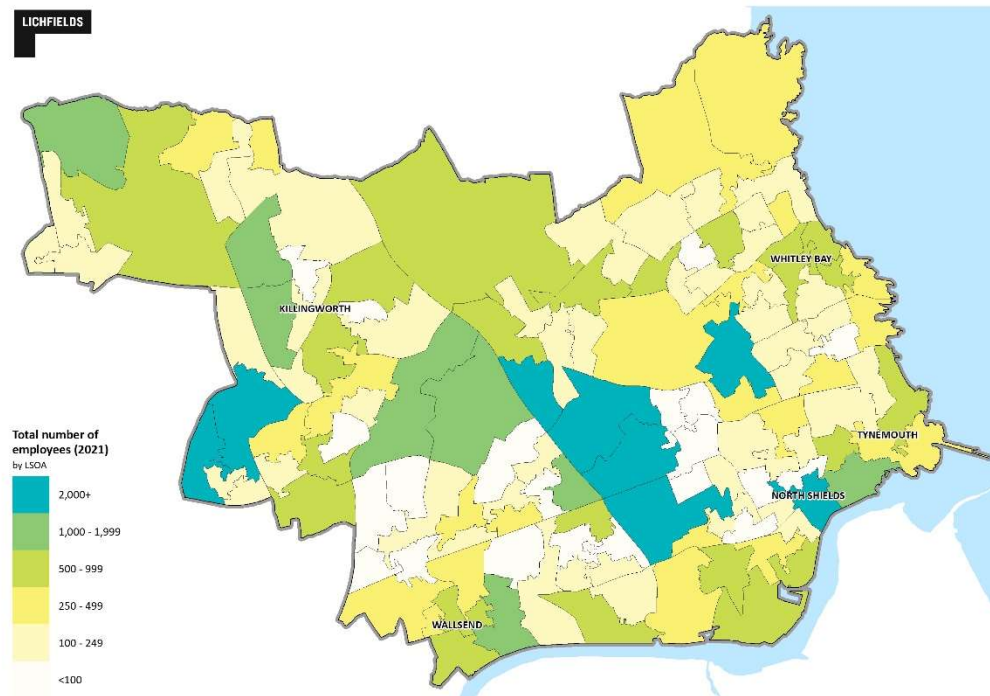 LICHFIELDS
WHITLEY BAY
KILLINGWORTH
TYNEMOUTH
NORTH SHIELDS
WALLSEND
Total number of
employees (2021)
by LSOA
2,000+
1,000 - 1,999
500 - 999
250 - 499
100 - 249
<100